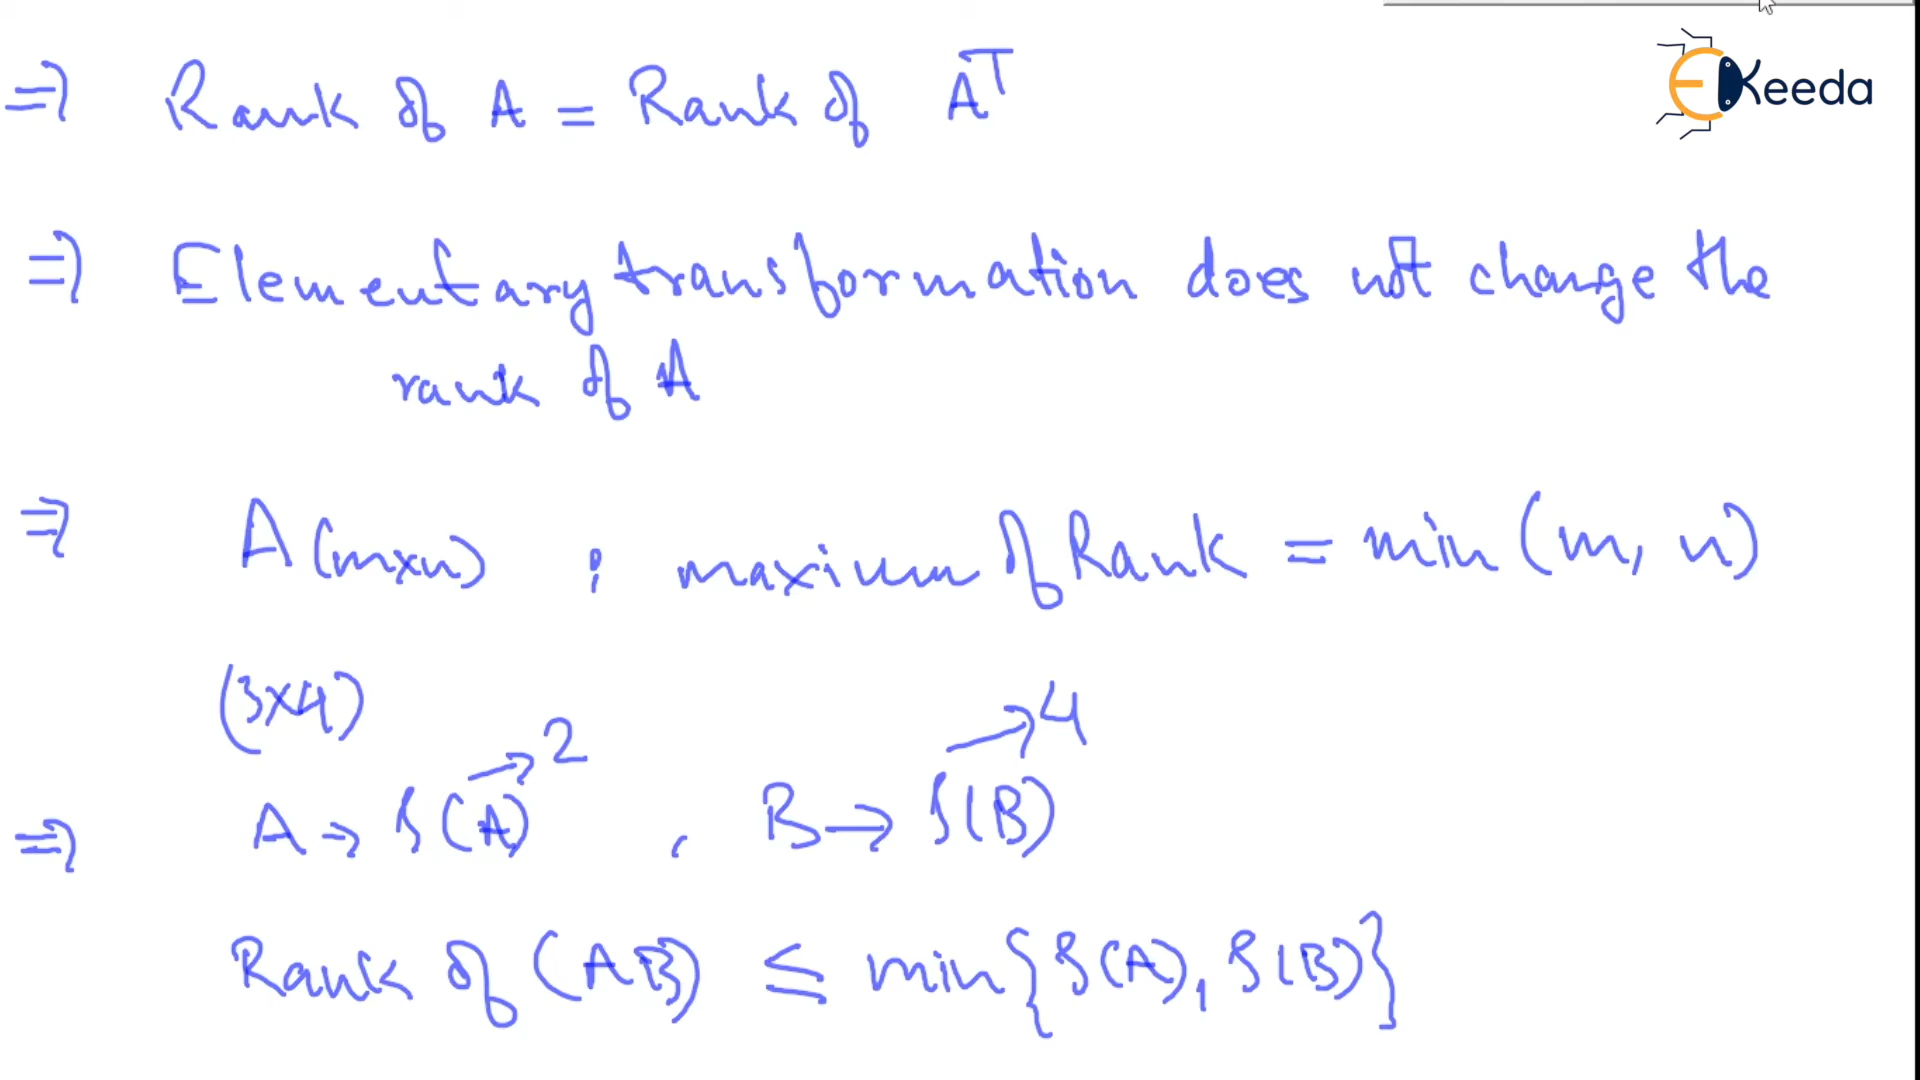 EKeeda
⇒ Rank of A = Rank of Aᵀ
⇒ Elementary transformation does not change the
rank of A
⇒ A(m×n) ; maximum of Rank = min (m, n)
(3×4)
→ 2 → 4
⇒ A → ρ(A) , B → ρ(B)
Rank of (AB) ≤ min{ρ(A), ρ(B)}